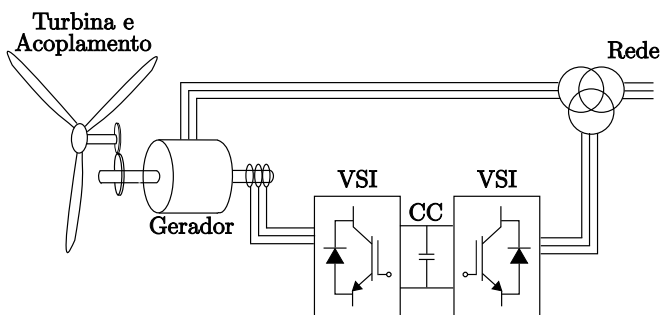 Turbina e
Acoplamento
Rede
Gerador
VSI
CC
VSI